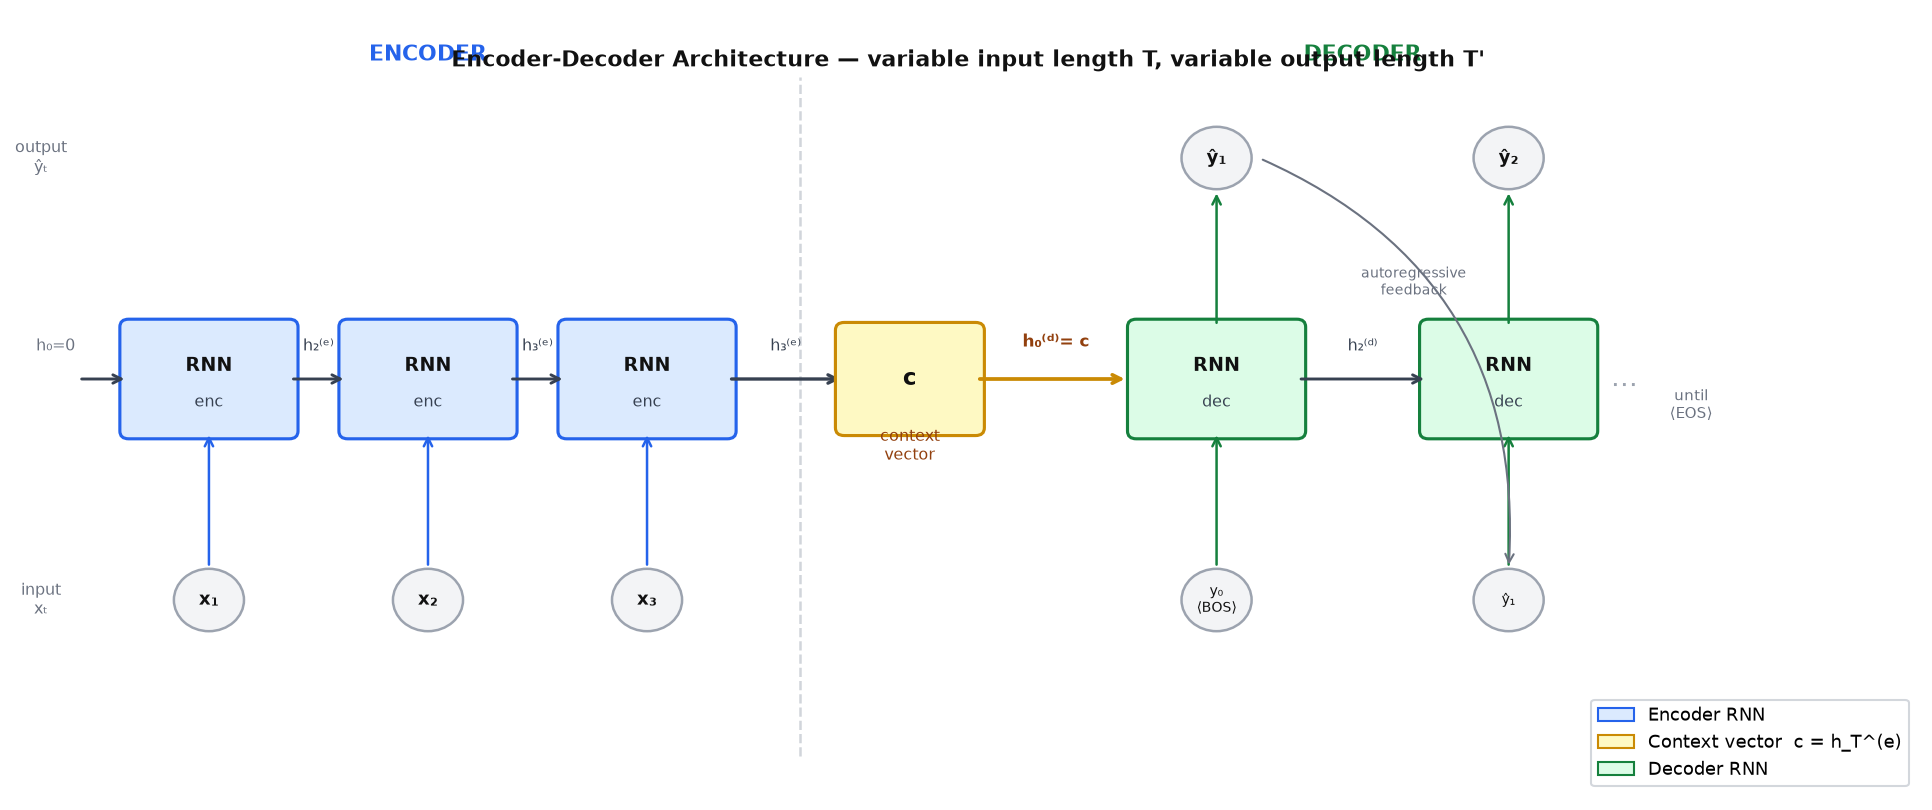 ENCODER
DECODER
Encoder-Decoder Architecture — variable input length T, variable output length T'
output
ŷₜ
ŷ₁
ŷ₂
autoregressive
feedback
h₀=0
h₂⁽ᵉ⁾
h₃⁽ᵉ⁾
h₃⁽ᵉ⁾
h₀⁽ᵈ⁾= c
h₂⁽ᵈ⁾
RNN
enc
RNN
enc
RNN
enc
c
context
vector
RNN
dec
RNN
dec
...
until
⟨EOS⟩
input
xₜ
x₁
x₂
x₃
y₀
⟨BOS⟩
ŷ₁
Encoder RNN
Context vector  c = h_T^(e)
Decoder RNN